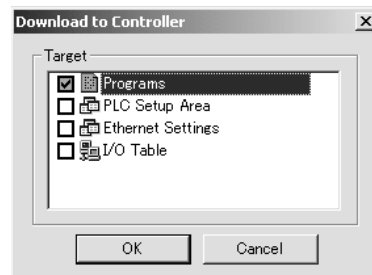 Download to Controller
Target
Programs
PLC Setup Area
Ethernet Settings
I/O Table
OK Cancel